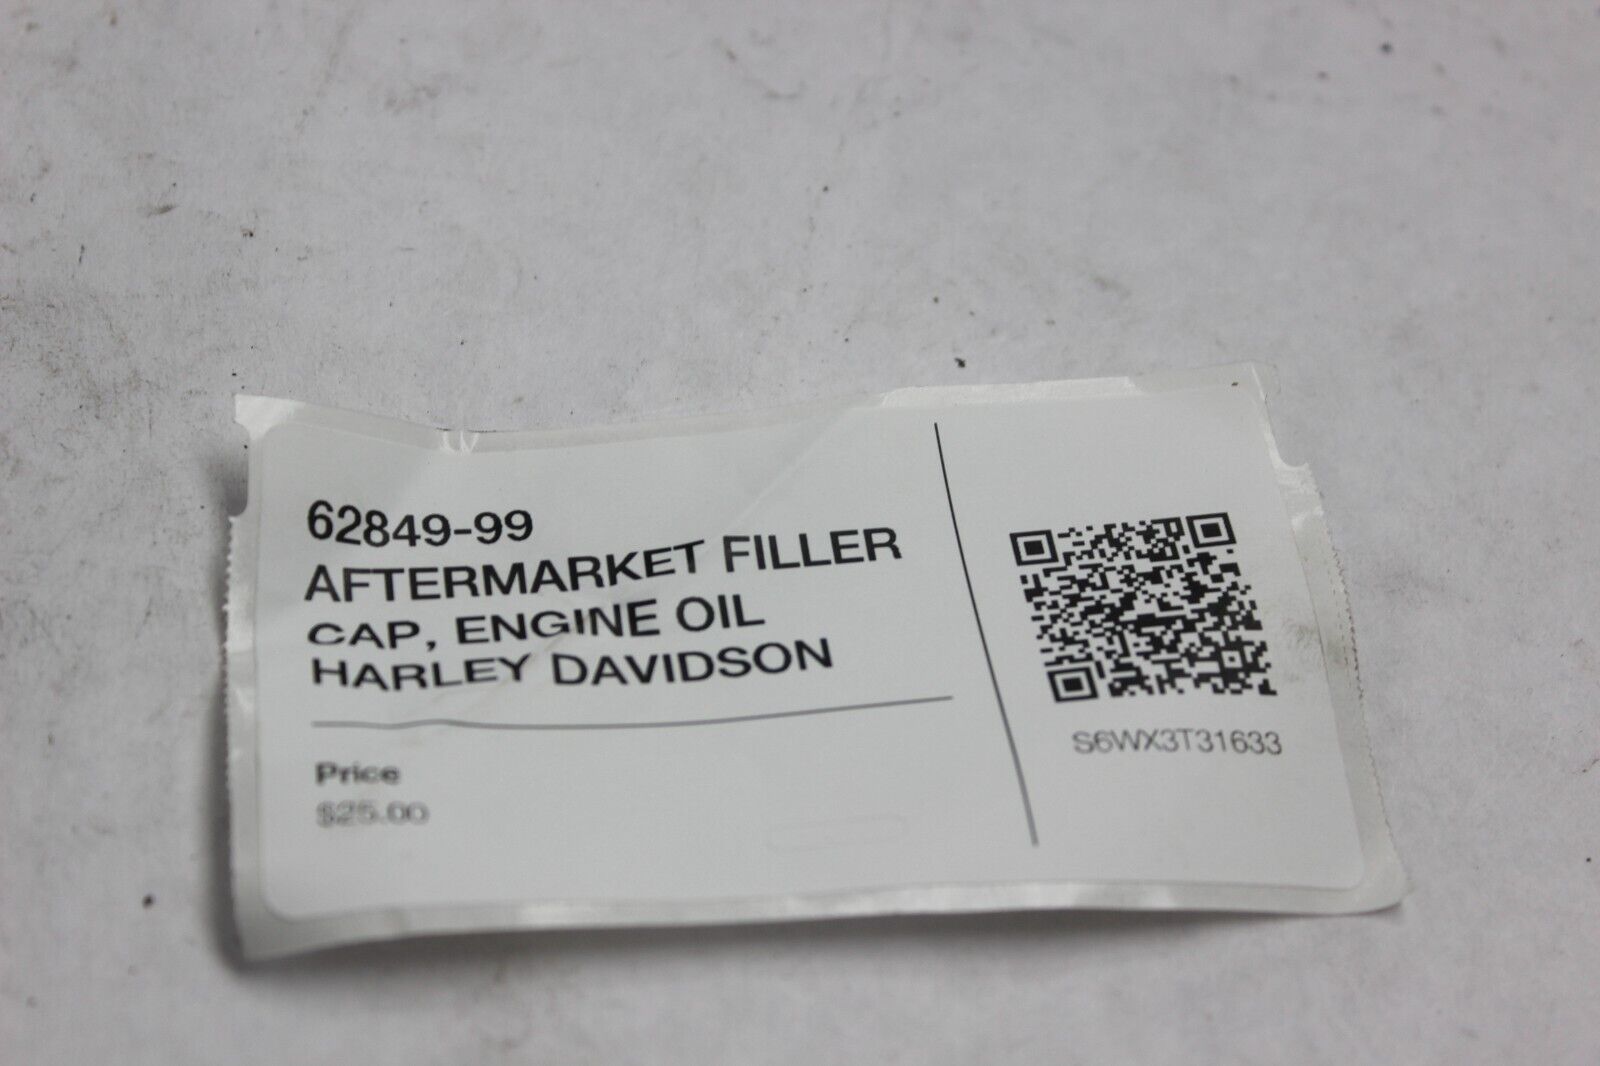 62849-99
AFTERMARKET FILLER
CAP, ENGINE OIL
HARLEY DAVIDSON
Price
$25.00
S6WX3T31633